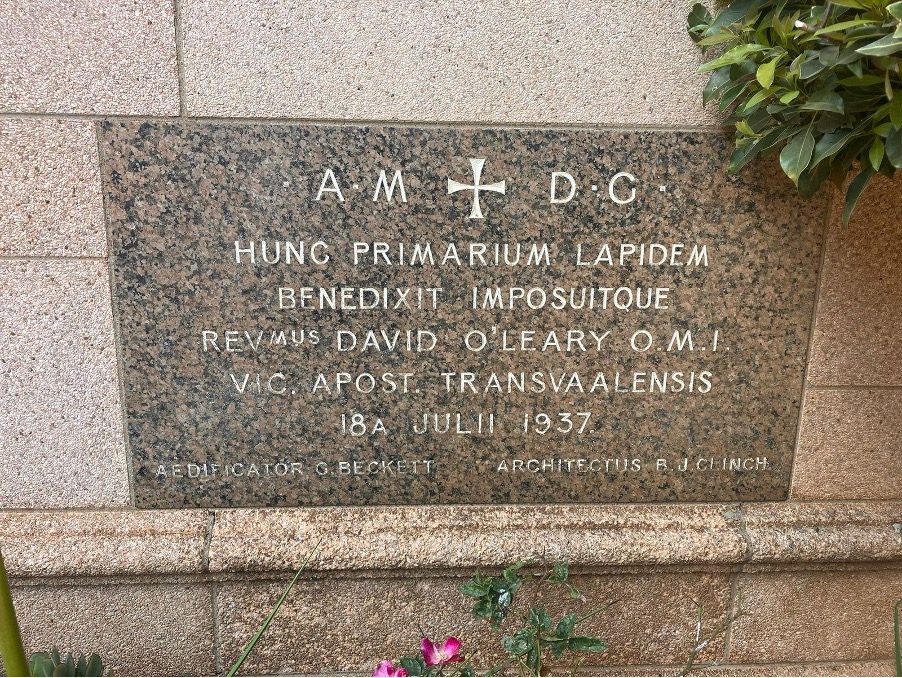 · A · M ✠ D · G ·
HUNC PRIMARIUM LAPIDEM
BENEDIXIT IMPOSUITQUE
REVMUS DAVID O'LEARY O.M.I.
VIC. APOST. TRANSVAALENSIS
18A JULII 1937.
AEDIFICATOR G.BECKETT ARCHITECTUS B.J.CLINCH.